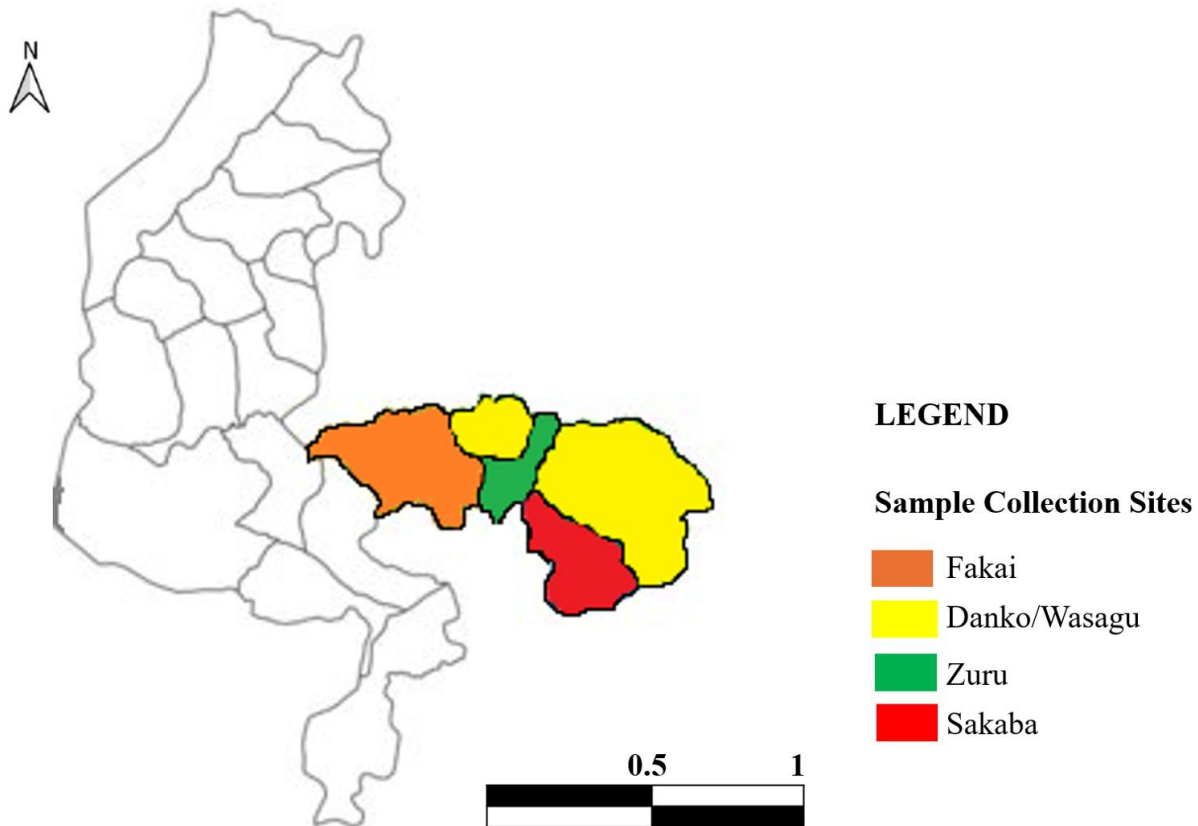 N
LEGEND
Sample Collection Sites
Fakai
Danko/Wasagu
Zuru
Sakaba
0.5 1